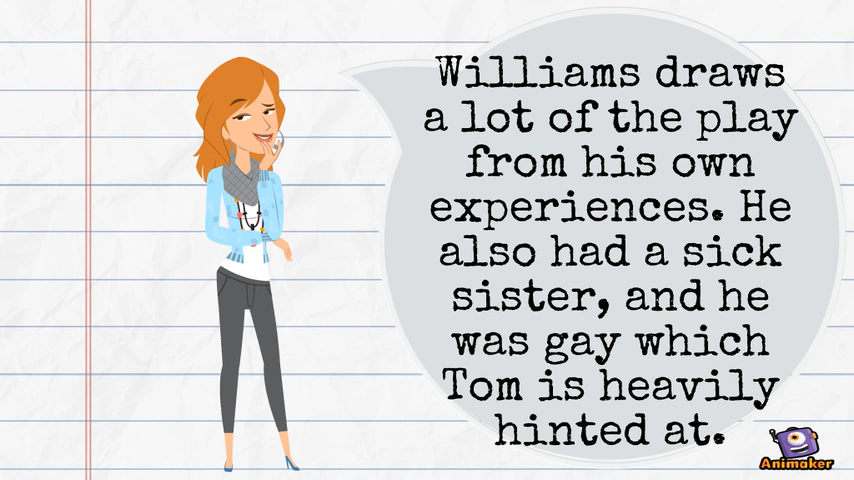 Williams draws
a lot of the play
from his own
experiences. He
also had a sick
sister, and he
was gay which
Tom is heavily
hinted at.
Animaker